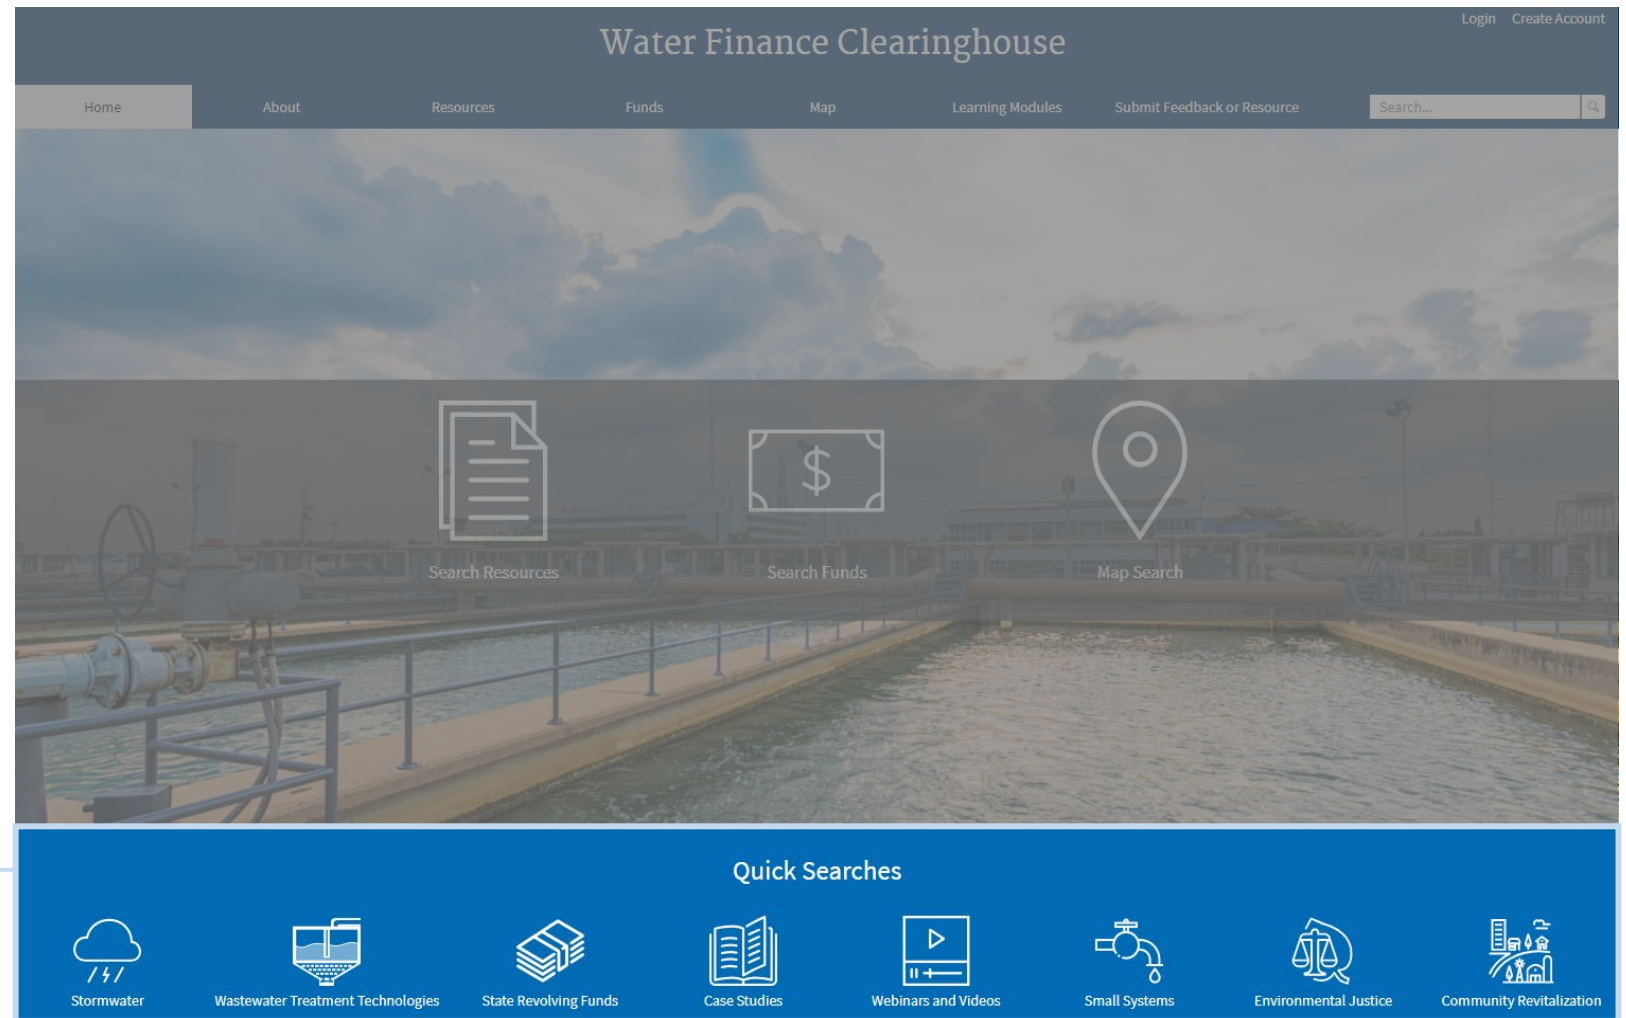 Login Create Account
Water Finance Clearinghouse
Home About Resources Funds Map Learning Modules Submit Feedback or Resource Search...
$
Search Resources Search Funds Map Search
Quick Searches
Stormwater Wastewater Treatment Technologies State Revolving Funds Case Studies Webinars and Videos Small Systems Environmental Justice Community Revitalization